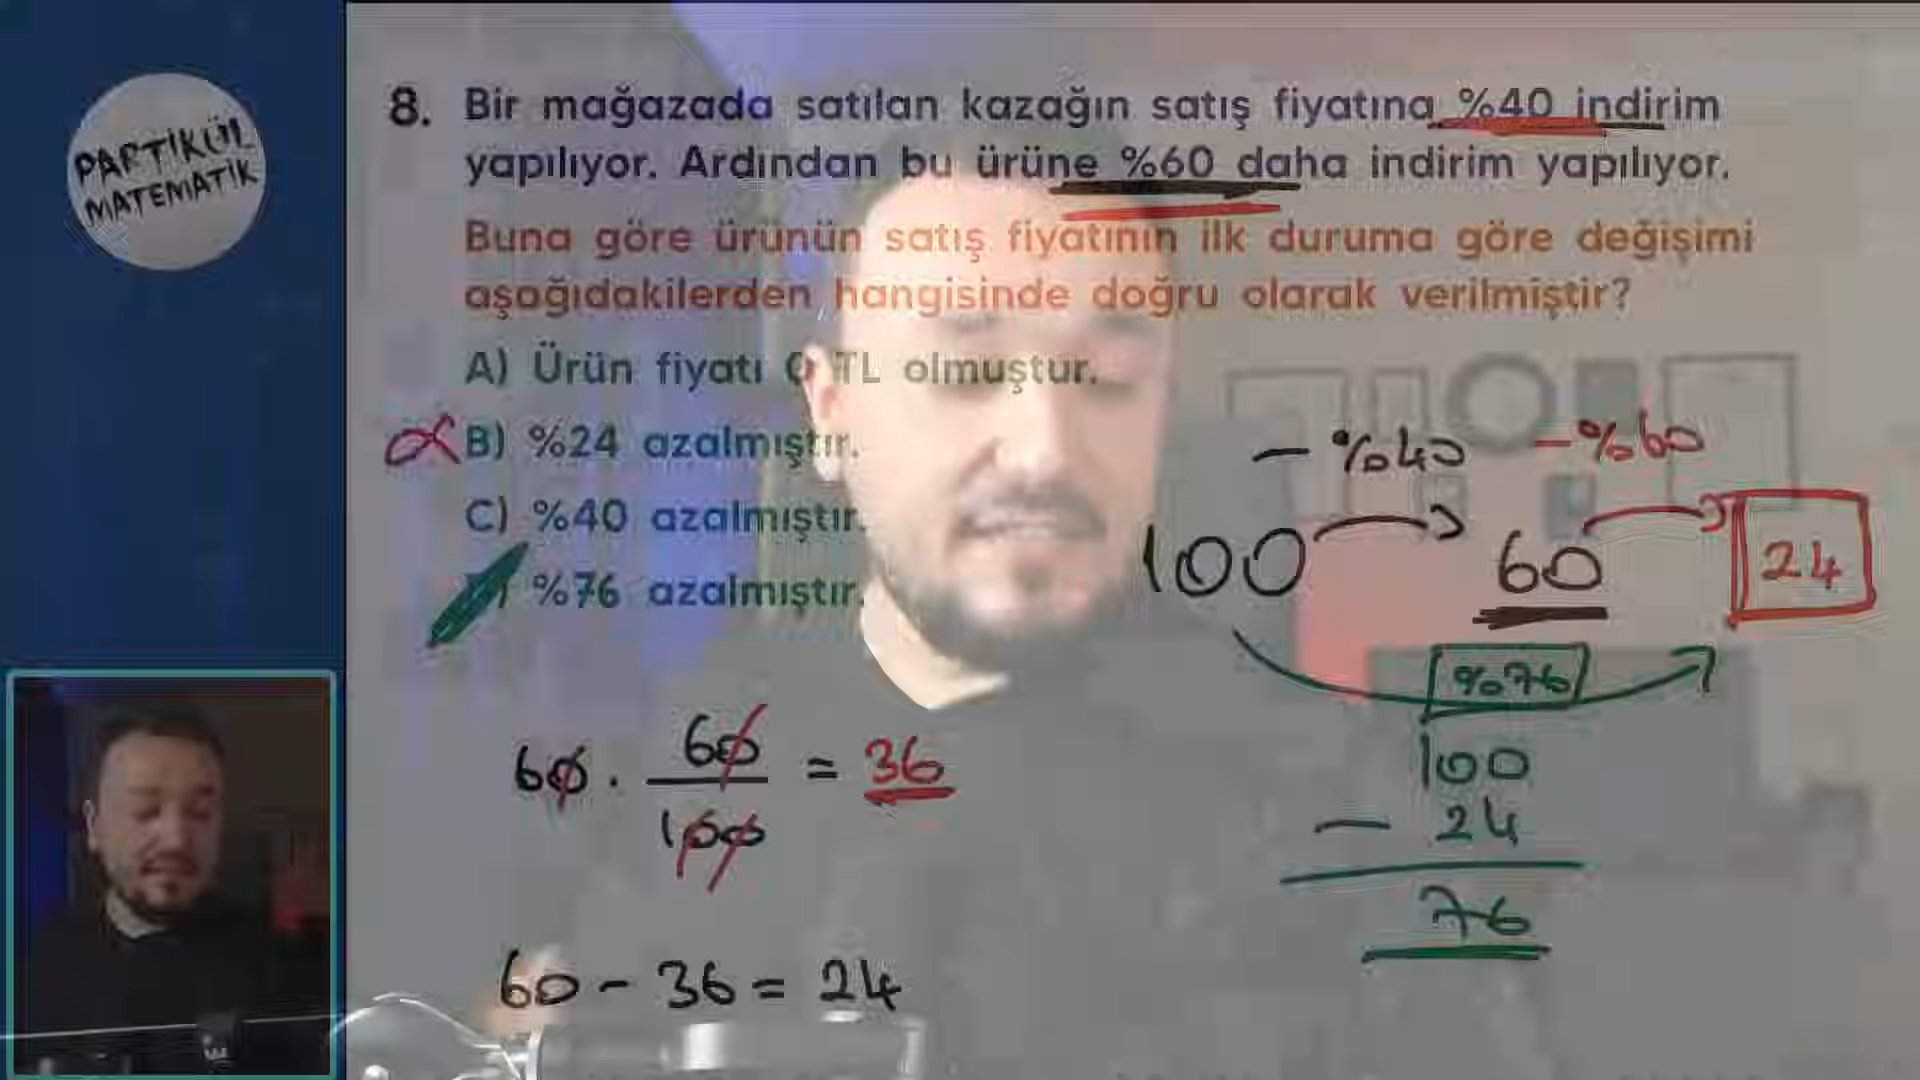 PARTİKÜL
MATEMATİK
8. Bir mağazada satılan kazağın satış fiyatına %40 indirim
yapılıyor. Ardından bu ürüne %60 daha indirim yapılıyor.
Buna göre ürünün satış fiyatının ilk duruma göre değişimi
aşağıdakilerden hangisinde doğru olarak verilmiştir?
A) Ürün fiyatı 0 TL olmuştur.
B) %24 azalmıştır.
C) %40 azalmıştır.
%76 azalmıştır.
- %40 - %60
100 60 24
%76
60 . 60 / 100 = 36
100
- 24
76
60 - 36 = 24